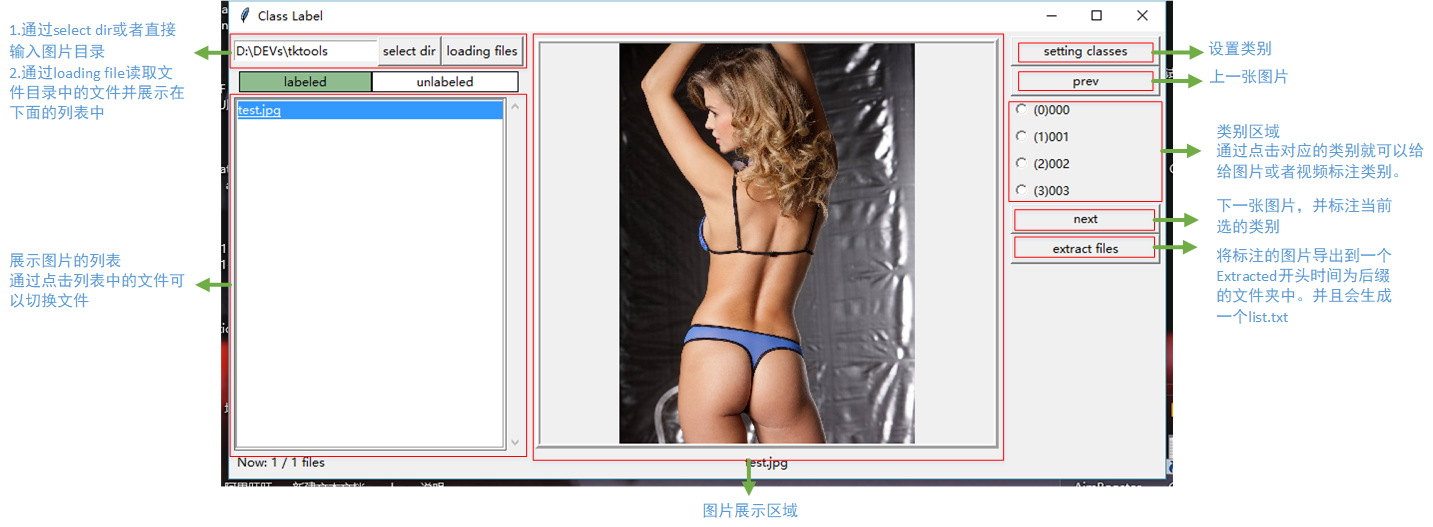 Class Label
1.通过select dir或者直接
输入图片目录
2.通过loading file读取文
件目录中的文件并展示在
下面的列表中
D:\DEVs\tktools
select dir
loading files
labeled
unlabeled
test.jpg
展示图片的列表
通过点击列表中的文件可
以切换文件
Now: 1 / 1 files
test.jpg
图片展示区域
setting classes
设置类别
prev
上一张图片
(0)000
(1)001
(2)002
(3)003
类别区域
通过点击对应的类别就可以给
给图片或者视频标注类别。
next
下一张图片，并标注当前
选的类别
extract files
将标注的图片导出到一个
Extracted开头时间为后缀
的文件夹中。并且会生成
一个list.txt